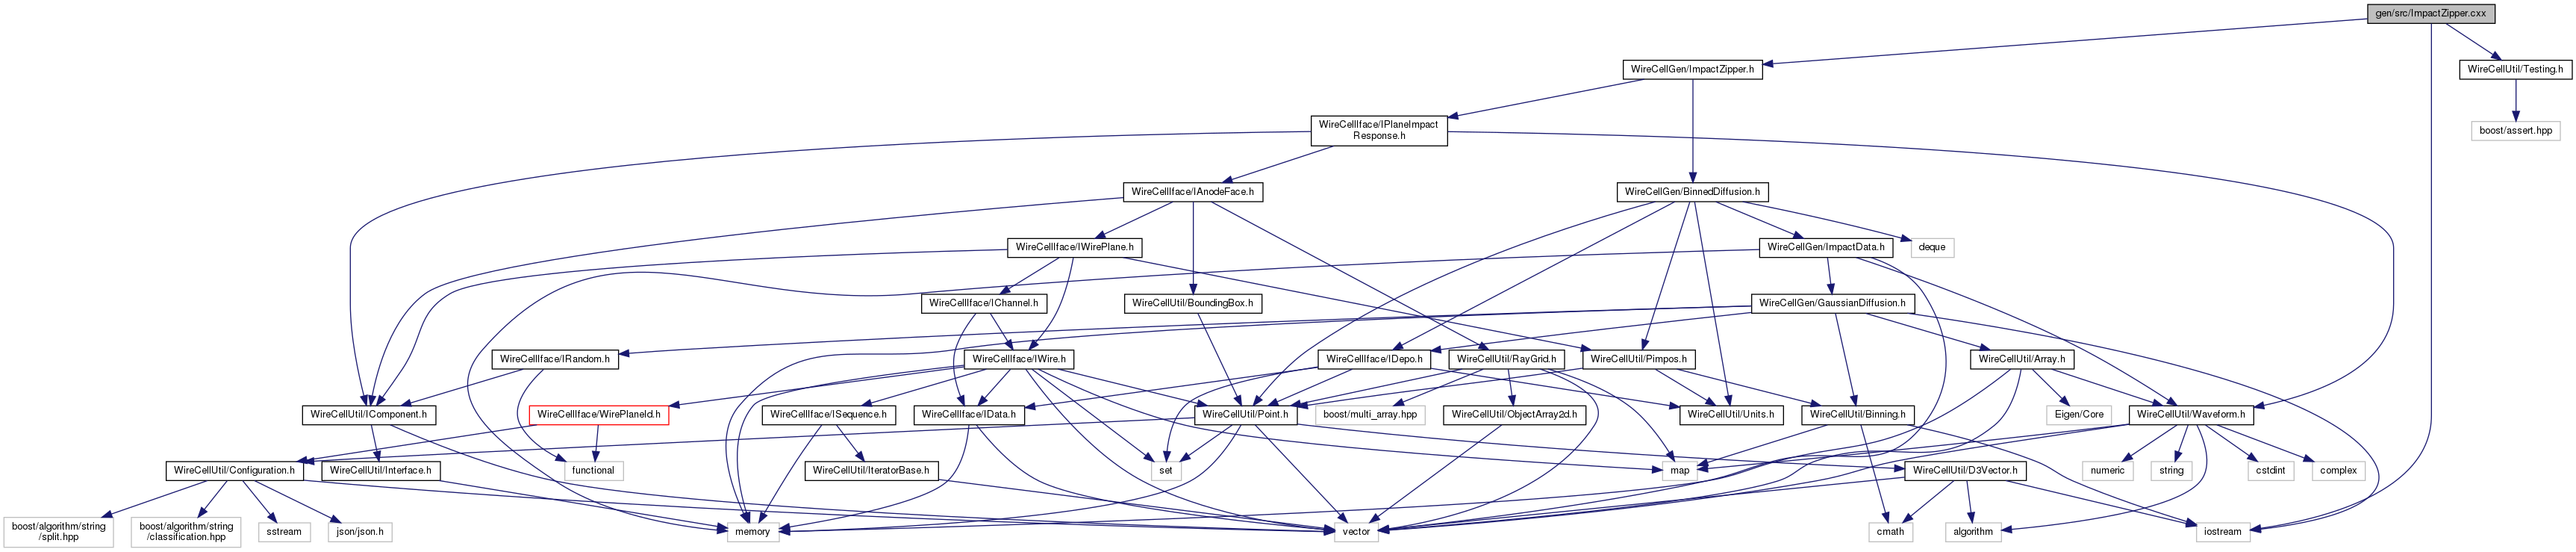 gen/src/ImpactZipper.cxx
WireCellGen/ImpactZipper.h
WireCellUtil/Testing.h
WireCellIface/IPlaneImpact
Response.h
boost/assert.hpp
WireCellIface/IAnodeFace.h
WireCellGen/BinnedDiffusion.h
WireCellIface/IWirePlane.h
WireCellGen/ImpactData.h
deque
WireCellIface/IChannel.h
WireCellUtil/BoundingBox.h
WireCellGen/GaussianDiffusion.h
WireCellIface/IRandom.h
WireCellIface/IWire.h
WireCellIface/IDepo.h
WireCellUtil/RayGrid.h
WireCellUtil/Pimpos.h
WireCellUtil/Array.h
WireCellUtil/IComponent.h
WireCellIface/WirePlaneId.h
WireCellIface/ISequence.h
WireCellIface/IData.h
WireCellUtil/Point.h
boost/multi_array.hpp
WireCellUtil/ObjectArray2d.h
WireCellUtil/Units.h
WireCellUtil/Binning.h
Eigen/Core
WireCellUtil/Waveform.h
WireCellUtil/Configuration.h
WireCellUtil/Interface.h
functional
WireCellUtil/IteratorBase.h
set
map
WireCellUtil/D3Vector.h
numeric
string
cstdint
complex
boost/algorithm/string
/split.hpp
boost/algorithm/string
/classification.hpp
sstream
json/json.h
memory
vector
cmath
algorithm
iostream